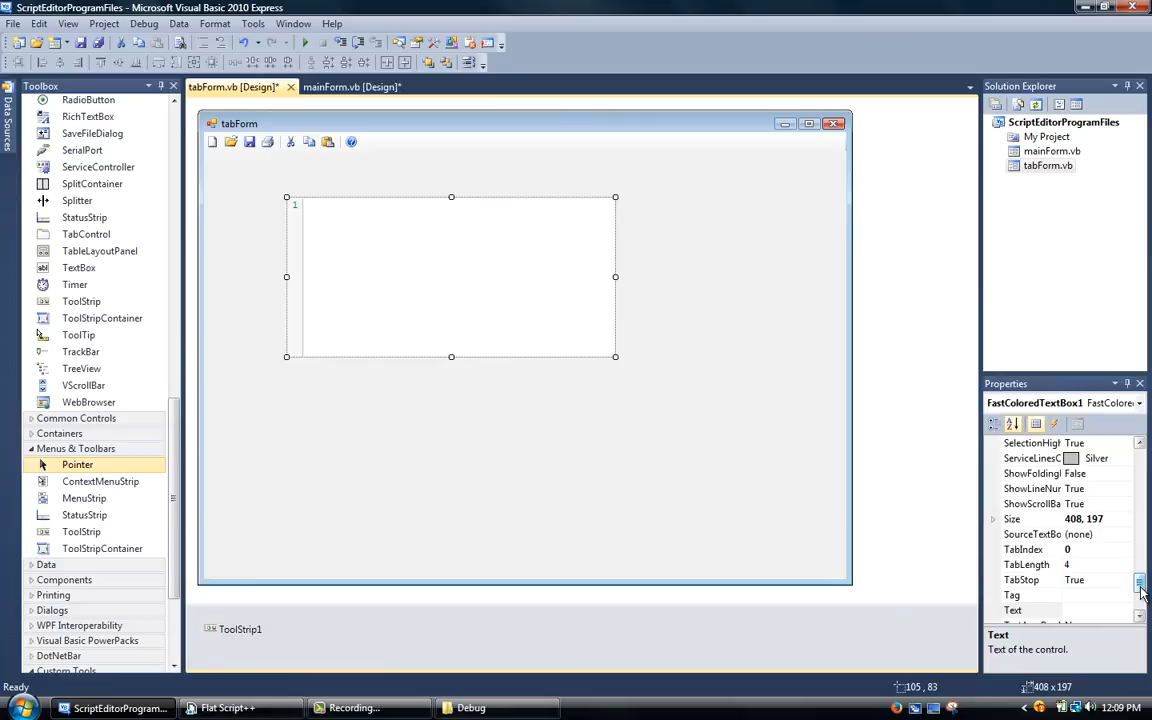 ScriptEditorProgramFiles - Microsoft Visual Basic 2010 Express
File Edit View Project Debug Data Format Tools Window Help
Toolbox
RadioButton
RichTextBox
SaveFileDialog
SerialPort
ServiceController
SplitContainer
Splitter
StatusStrip
TabControl
TableLayoutPanel
TextBox
Timer
ToolStrip
ToolStripContainer
ToolTip
TrackBar
TreeView
VScrollBar
WebBrowser
Common Controls
Containers
Menus & Toolbars
Pointer
ContextMenuStrip
MenuStrip
StatusStrip
ToolStrip
ToolStripContainer
Data
Components
Printing
Dialogs
WPF Interoperability
Visual Basic PowerPacks
DotNetBar
Custom Tools
Data Sources
tabForm.vb [Design]* mainForm.vb [Design]*
tabForm
1
ToolStrip1
Solution Explorer
ScriptEditorProgramFiles
My Project
mainForm.vb
tabForm.vb
Properties
FastColoredTextBox1 FastColore
SelectionHigh True
ServiceLinesC Silver
ShowFoldingl False
ShowLineNur True
ShowScrollBa True
Size 408, 197
SourceTextBo (none)
TabIndex 0
TabLength 4
TabStop True
Tag
Text
Text
Text of the control.
Ready 105 , 83 408 x 197
ScriptEditorProgram... Flat Script++ Recording... Debug 12:09 PM